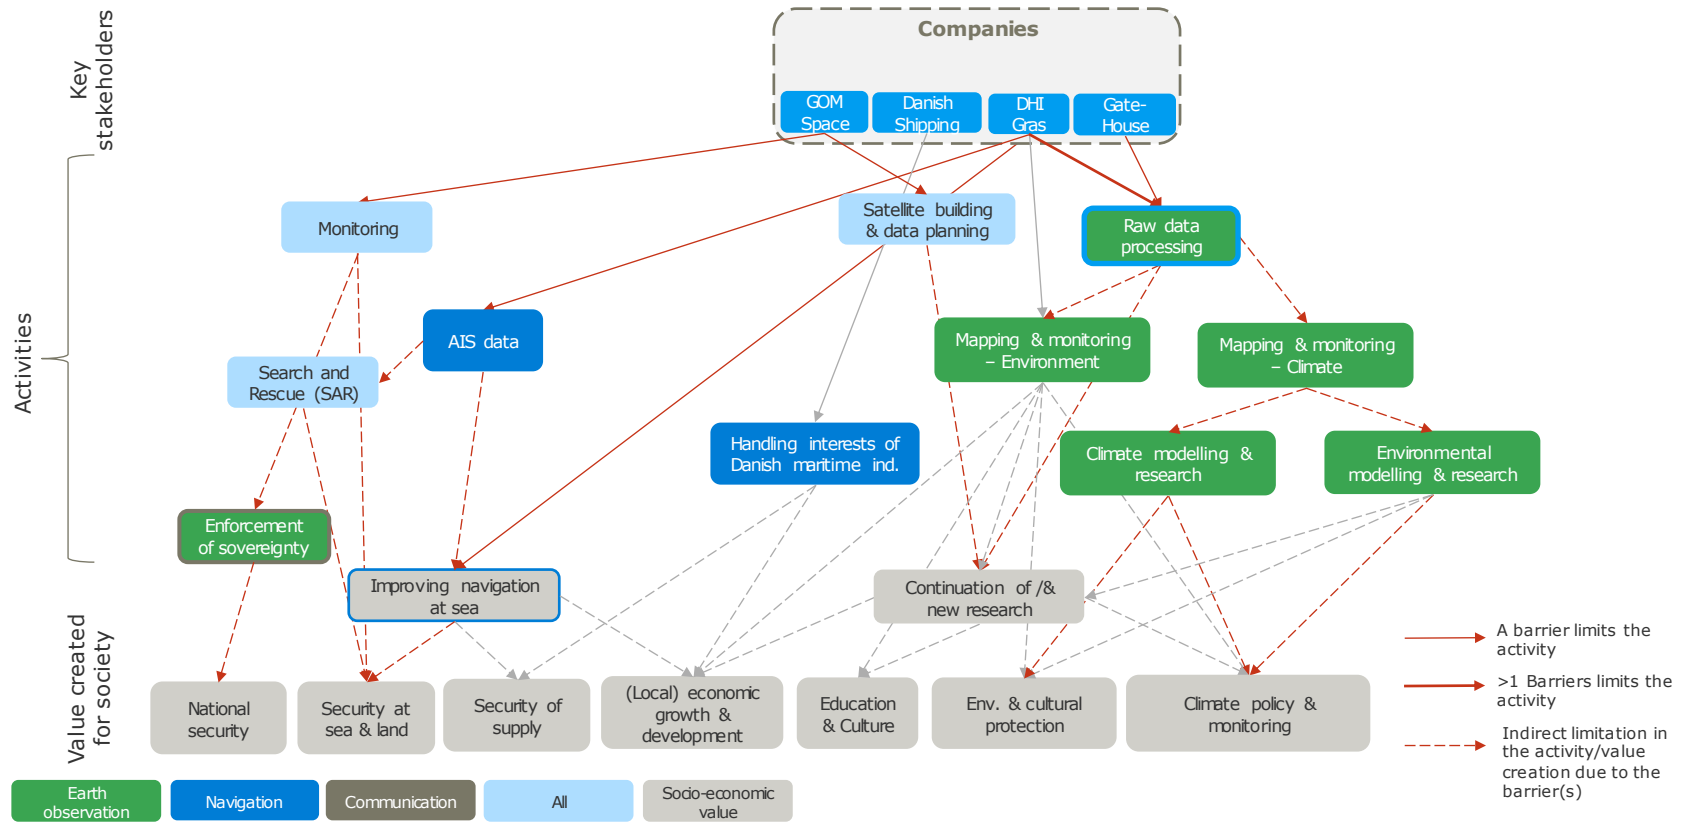 Key
stakeholders
Companies
GOM
Space
Danish
Shipping
DHI
Gras
Gate-
House
Activities
Monitoring
Satellite building
& data planning
Raw data
processing
AIS data
Mapping & monitoring
– Environment
Mapping & monitoring
– Climate
Search and
Rescue (SAR)
Handling interests of
Danish maritime ind.
Climate modelling &
research
Environmental
modelling & research
Enforcement
of sovereignty
Improving navigation
at sea
Continuation of /&
new research
Value created
for society
National
security
Security at
sea & land
Security of
supply
(Local) economic
growth &
development
Education
& Culture
Env. & cultural
protection
Climate policy &
monitoring
A barrier limits the
activity
>1 Barriers limits the
activity
Indirect limitation in
the activity/value
creation due to the
barrier(s)
Earth
observation
Navigation
Communication
All
Socio-economic
value